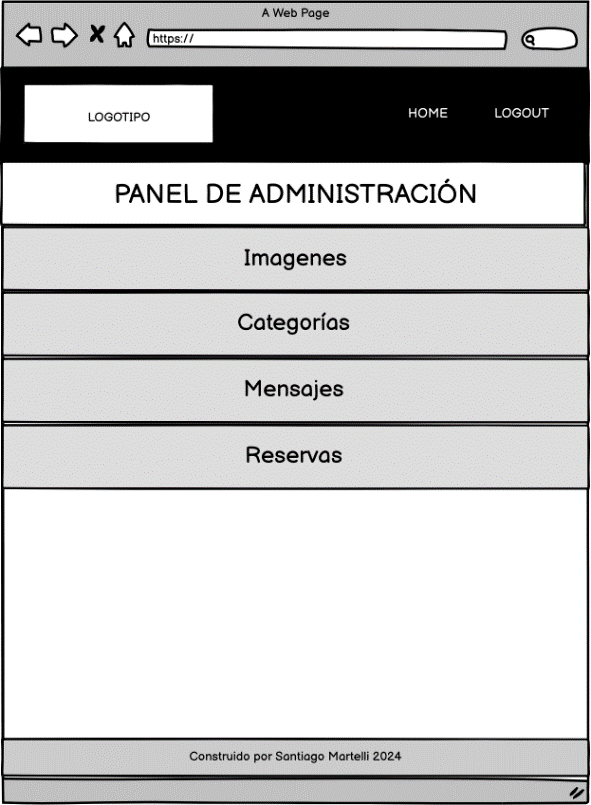 A Web Page
https://
LOGOTIPO
HOME
LOGOUT
PANEL DE ADMINISTRACIÓN
Imagenes
Categorías
Mensajes
Reservas
Construido por Santiago Martelli 2024